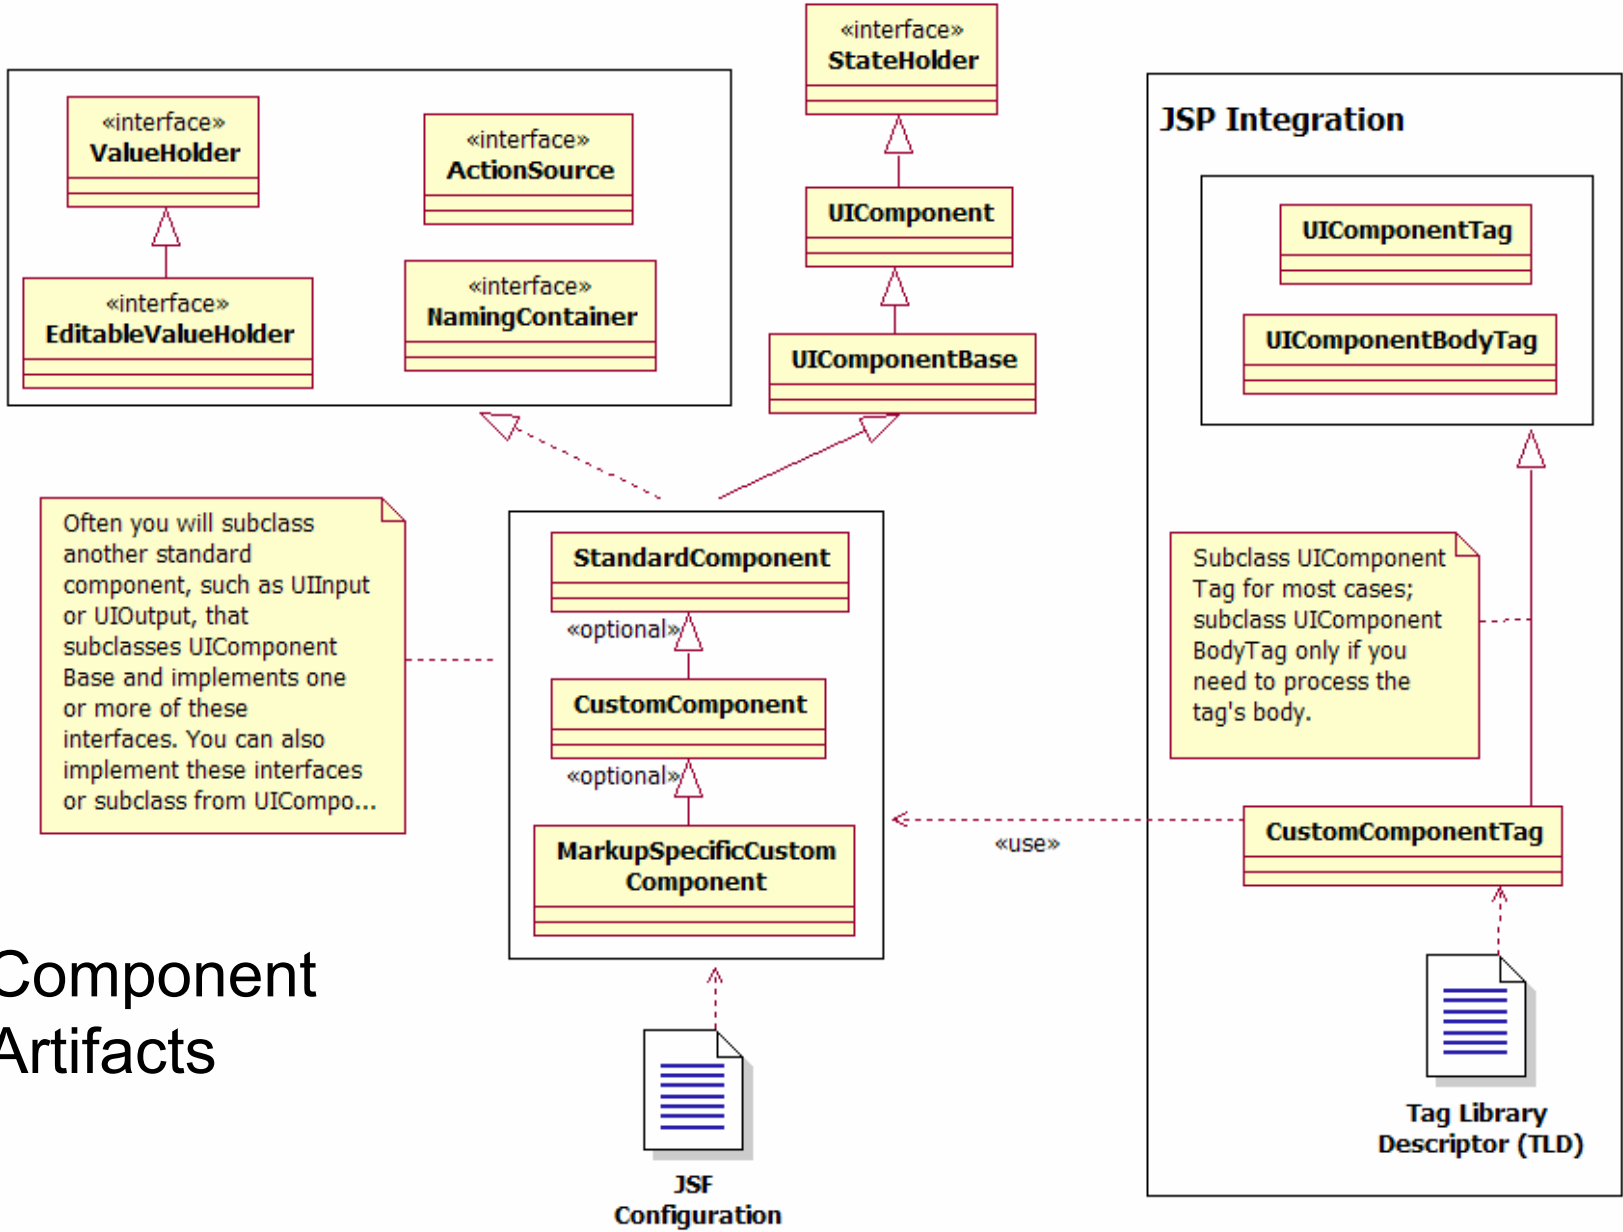 «interface»
StateHolder
«interface»
ValueHolder
«interface»
ActionSource
JSP Integration
UIComponent
UIComponentTag
«interface»
EditableValueHolder
«interface»
NamingContainer
UIComponentBase
UIComponentBodyTag
Often you will subclass
another standard
component, such as UIInput
or UIOutput, that
subclasses UIComponent
Base and implements one
or more of these
interfaces. You can also
implement these interfaces
or subclass from UICompo...
StandardComponent
«optional»
CustomComponent
«optional»
MarkupSpecificCustom
Component
Subclass UIComponent
Tag for most cases;
subclass UIComponent
BodyTag only if you
need to process the
tag's body.
«use»
CustomComponentTag
Component
Artifacts
JSF
Configuration
Tag Library
Descriptor (TLD)